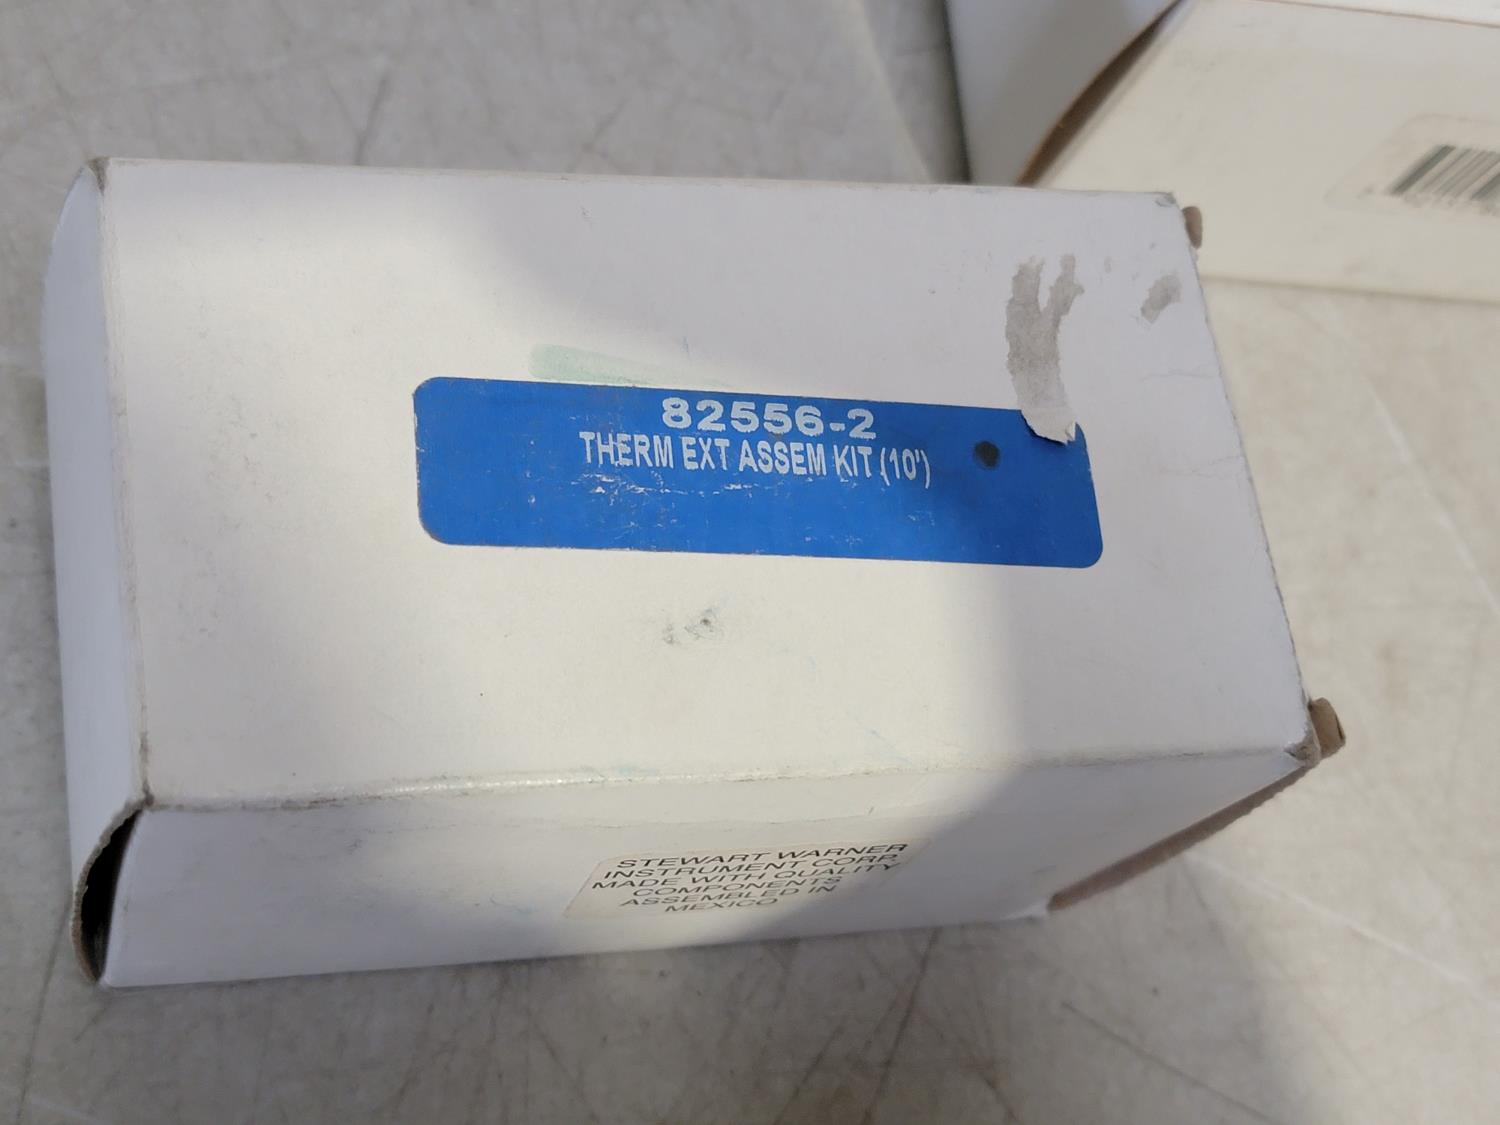 82556-2
THERM EXT ASSEM KIT (10')
STEWART WARNER
INSTRUMENT CORP.
MADE WITH QUALITY
COMPONENTS
ASSEMBLED IN
MEXICO